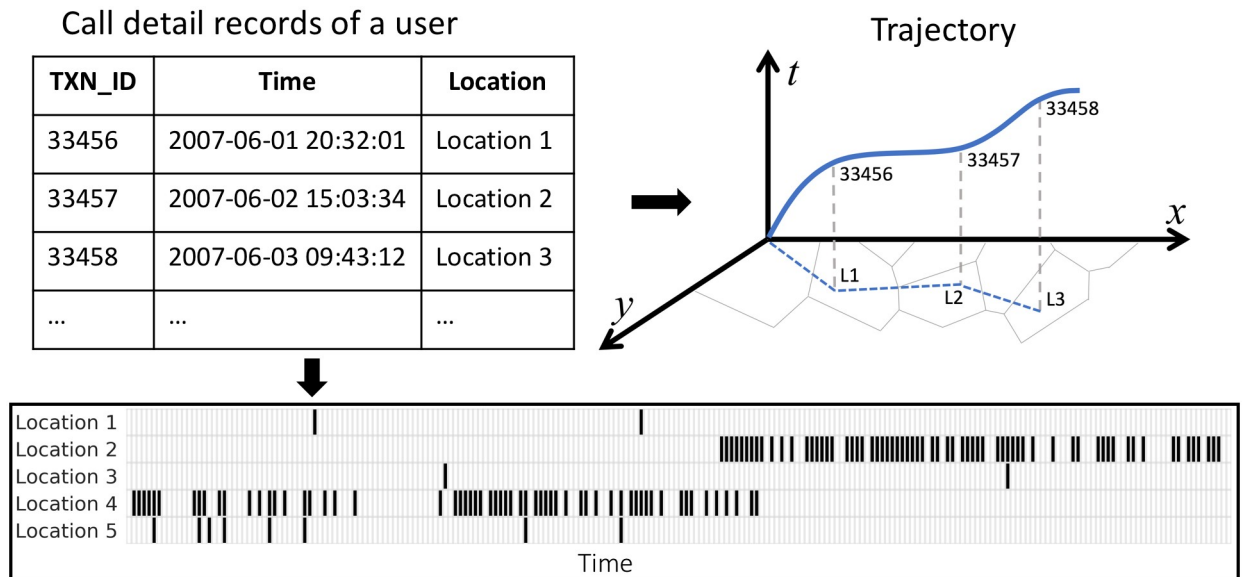 Call detail records of a user
TXN_ID Time Location
33456 2007-06-01 20:32:01 Location 1
33457 2007-06-02 15:03:34 Location 2
33458 2007-06-03 09:43:12 Location 3
... ... ...
Trajectory
t
33458
33456
33457
x
L1
L2
L3
y
Location 1
Location 2
Location 3
Location 4
Location 5
Time